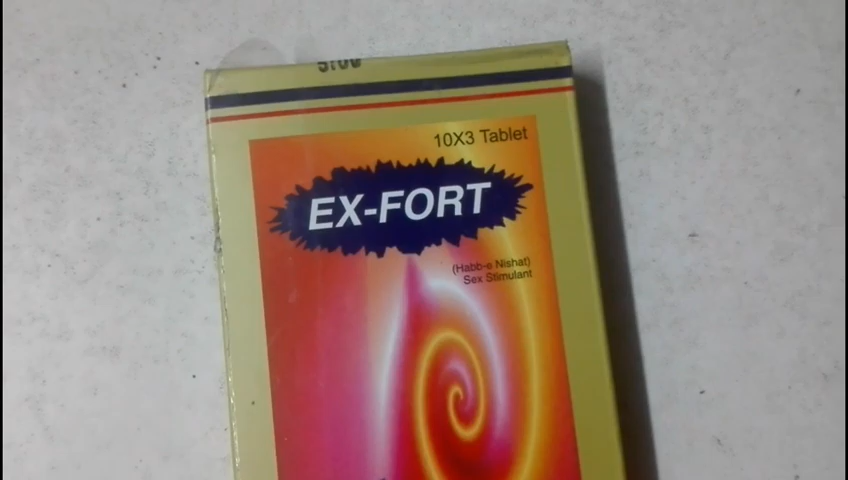 10X3 Tablet
EX-FORT
(Habb-e Nishat)
Sex Stimulant